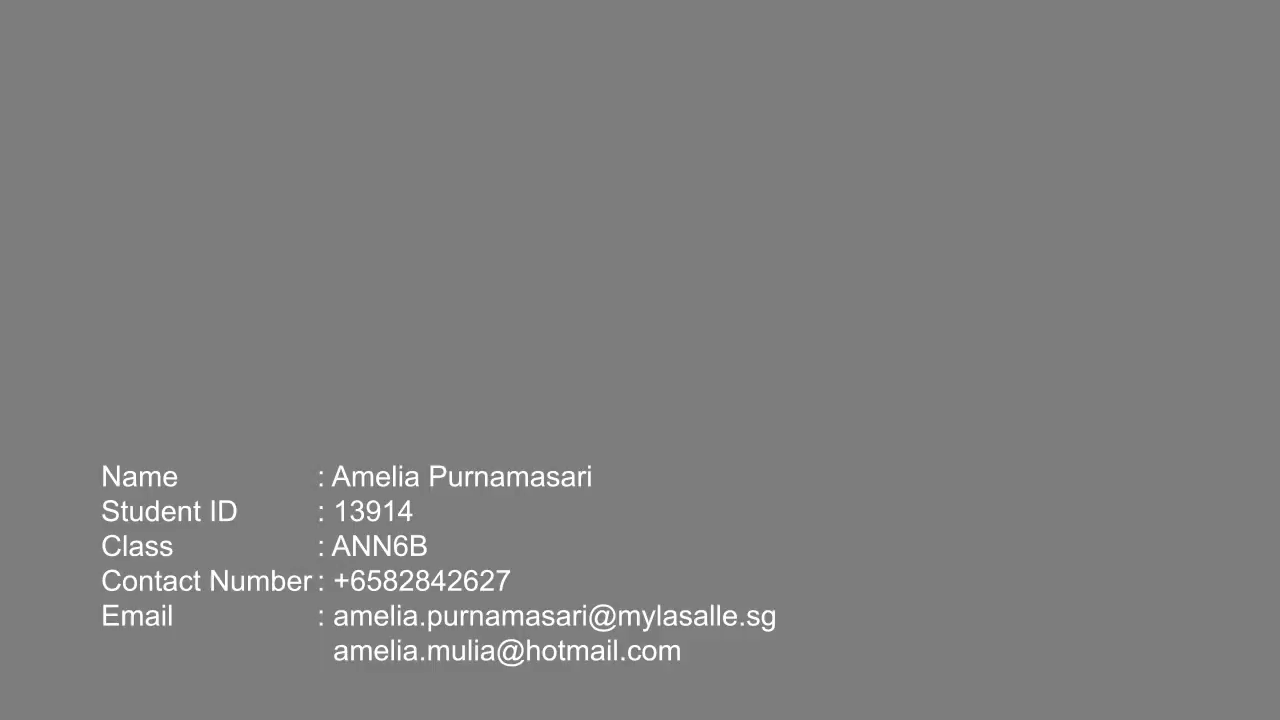 Name : Amelia Purnamasari
Student ID : 13914
Class : ANN6B
Contact Number : +6582842627
Email : amelia.purnamasari@mylasalle.sg
amelia.mulia@hotmail.com